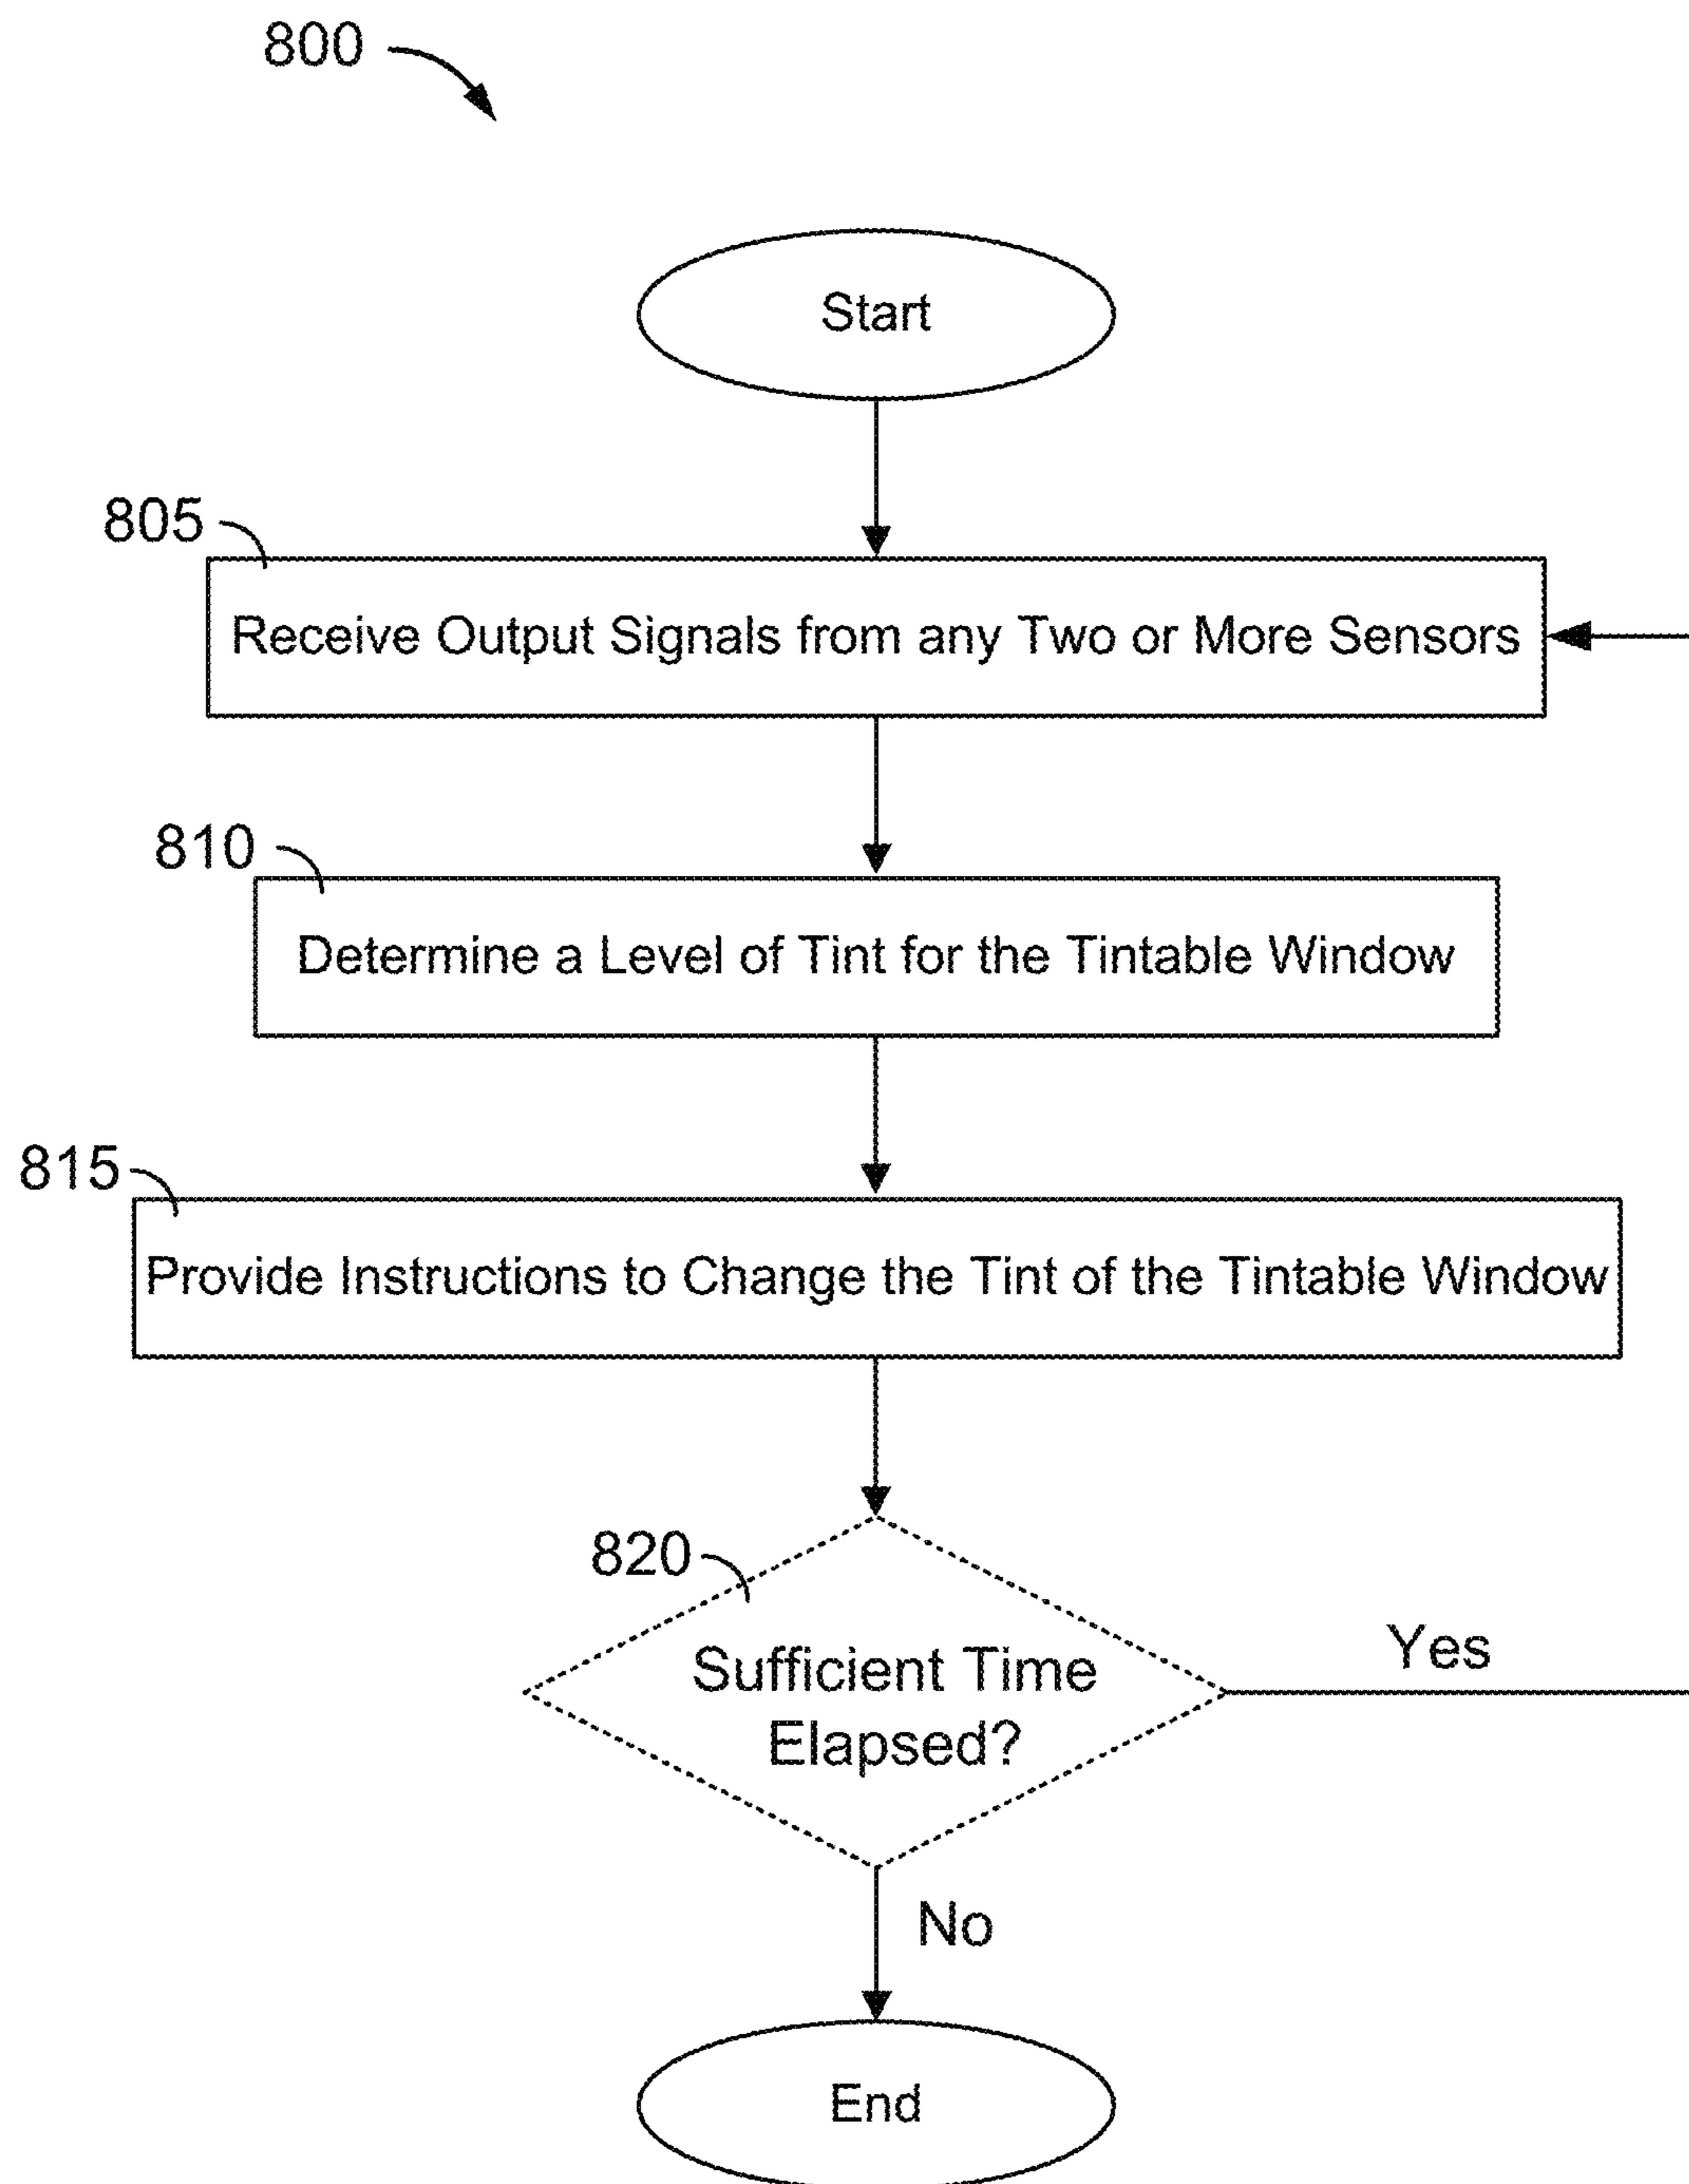 800
Start
805
Receive Output Signals from any Two or More Sensors
810
Determine a Level of Tint for the Tintable Window
815
Provide Instructions to Change the Tint of the Tintable Window
820
Sufficient Time
Elapsed?
Yes
No
End